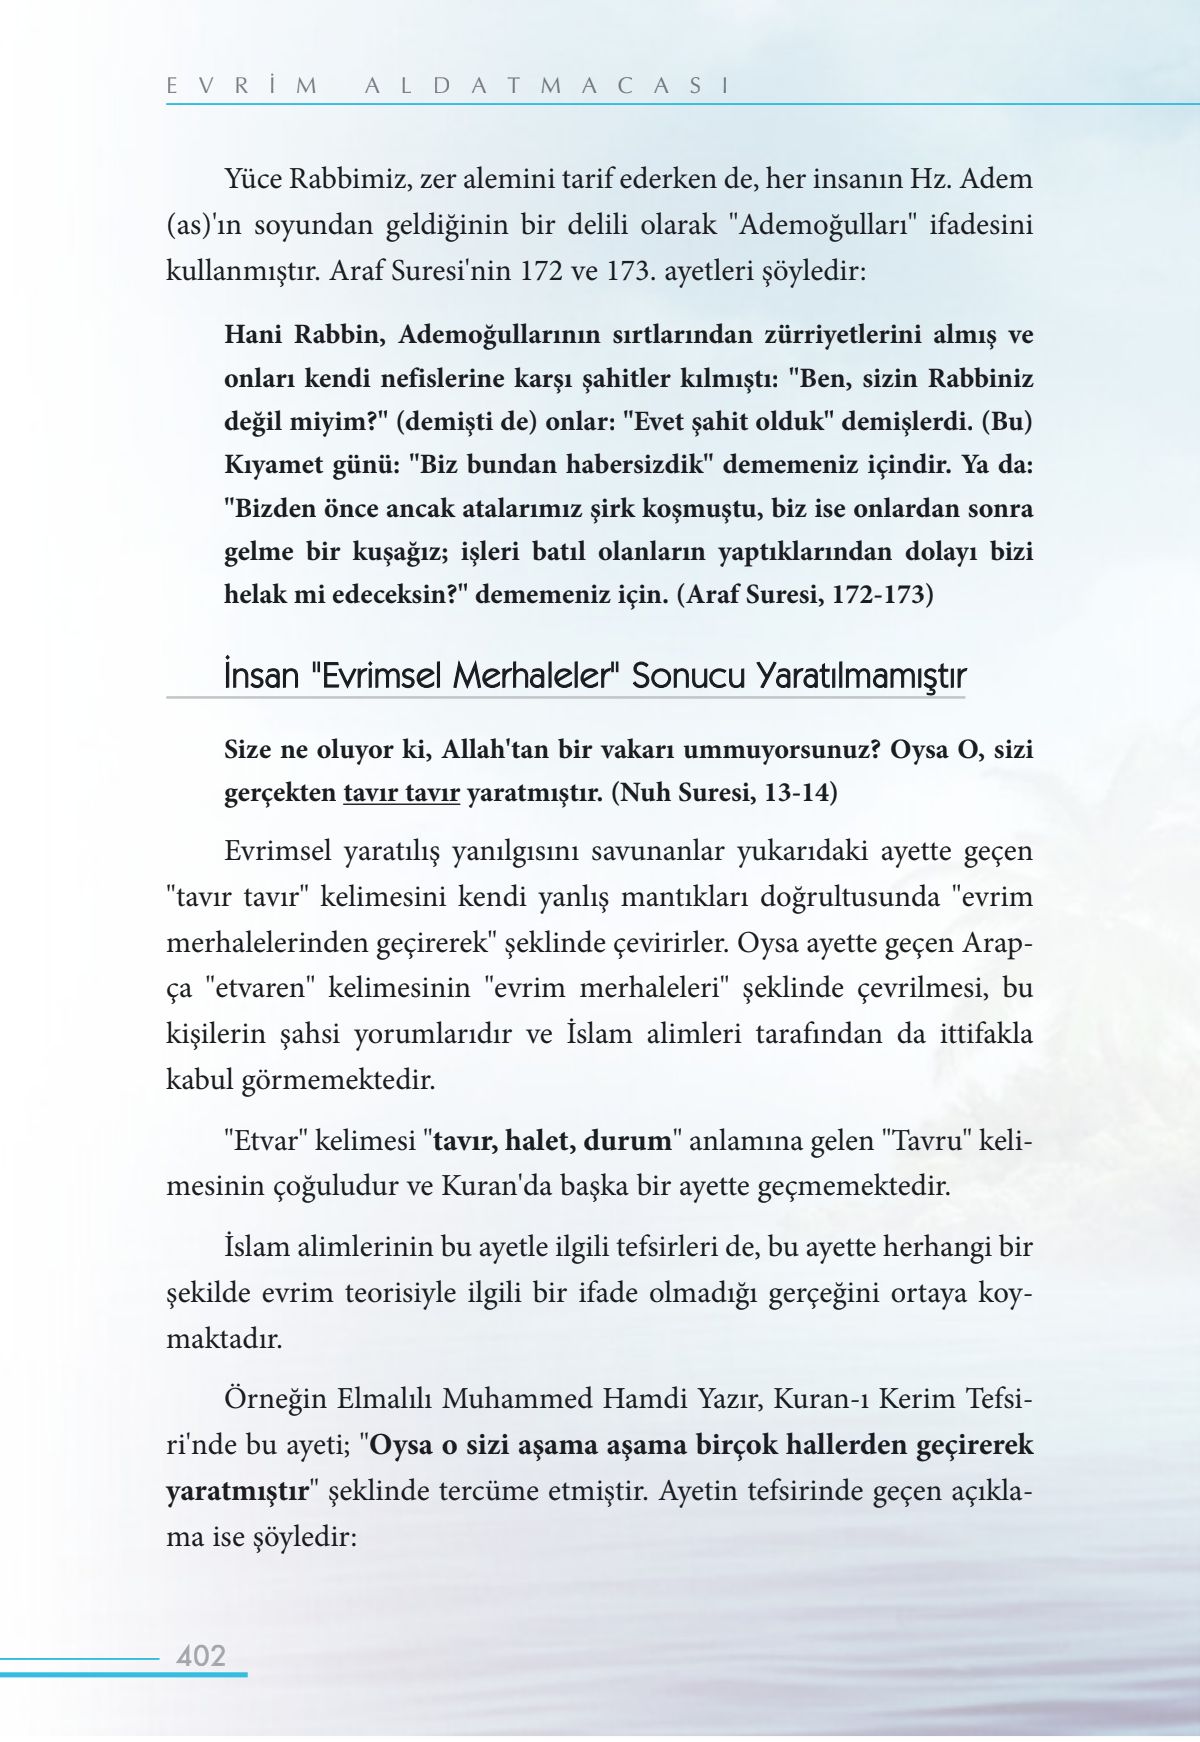 EVRİM ALDATMACASI
Yüce Rabbimiz, zer alemini tarif ederken de, her insanın Hz. Adem
(as)'ın soyundan geldiğinin bir delili olarak "Ademoğulları" ifadesini
kullanmıştır. Araf Suresi'nin 172 ve 173. ayetleri şöyledir:
Hani Rabbin, Ademoğullarının sırtlarından zürriyetlerini almış ve
onları kendi nefislerine karşı şahitler kılmıştı: "Ben, sizin Rabbiniz
değil miyim?" (demişti de) onlar: "Evet şahit olduk" demişlerdi. (Bu)
Kıyamet günü: "Biz bundan habersizdik" dememeniz içindir. Ya da:
"Bizden önce ancak atalarımız şirk koşmuştu, biz ise onlardan sonra
gelme bir kuşağız; işleri batıl olanların yaptıklarından dolayı bizi
helak mi edeceksin?" dememeniz için. (Araf Suresi, 172-173)
İnsan "Evrimsel Merhaleler" Sonucu Yaratılmamıştır
Size ne oluyor ki, Allah'tan bir vakarı ummuyorsunuz? Oysa O, sizi
gerçekten tavır tavır yaratmıştır. (Nuh Suresi, 13-14)
Evrimsel yaratılış yanılgısını savunanlar yukarıdaki ayette geçen
"tavır tavır" kelimesini kendi yanlış mantıkları doğrultusunda "evrim
merhalelerinden geçirerek" şeklinde çevirirler. Oysa ayette geçen Arap-
ça "etvaren" kelimesinin "evrim merhaleleri" şeklinde çevrilmesi, bu
kişilerin şahsi yorumlarıdır ve İslam alimleri tarafından da ittifakla
kabul görmemektedir.
"Etvar" kelimesi "tavır, halet, durum" anlamına gelen "Tavru" keli-
mesinin çoğuludur ve Kuran'da başka bir ayette geçmemektedir.
İslam alimlerinin bu ayetle ilgili tefsirleri de, bu ayette herhangi bir
şekilde evrim teorisiyle ilgili bir ifade olmadığı gerçeğini ortaya koy-
maktadır.
Örneğin Elmalılı Muhammed Hamdi Yazır, Kuran-ı Kerim Tefsi-
ri'nde bu ayeti; "Oysa o sizi aşama aşama birçok hallerden geçirerek
yaratmıştır" şeklinde tercüme etmiştir. Ayetin tefsirinde geçen açıkla-
ma ise şöyledir:
402